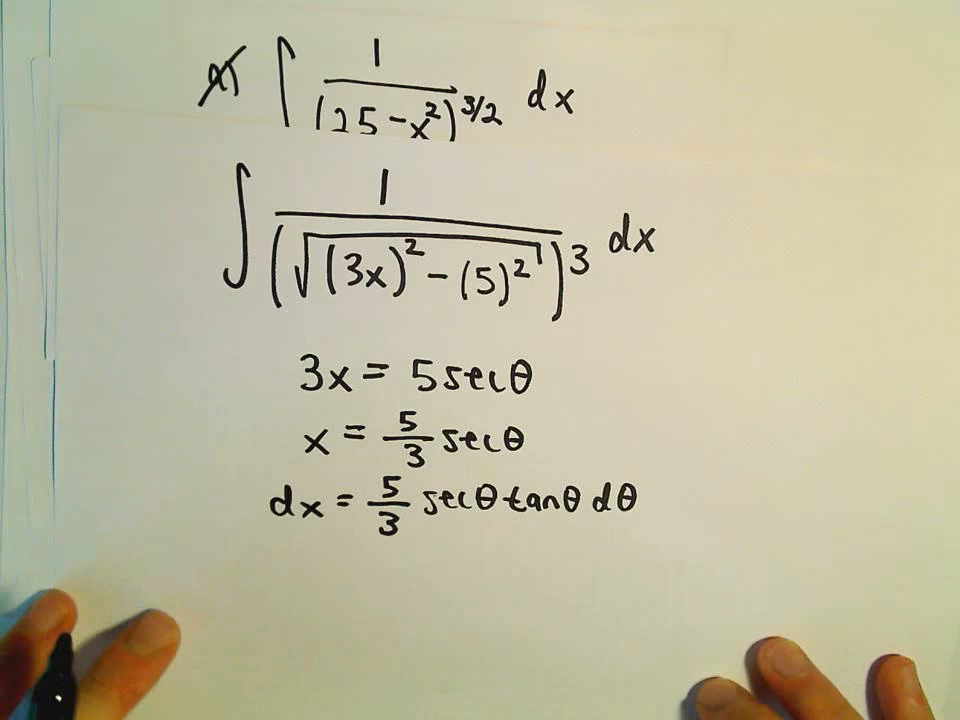 ∫ 1/(25 - x²)^3/2 dx
∫ 1/(√((3x)² - (5)²))³ dx
3x = 5secθ
x = 5/3 secθ
dx = 5/3 secθ tanθ dθ